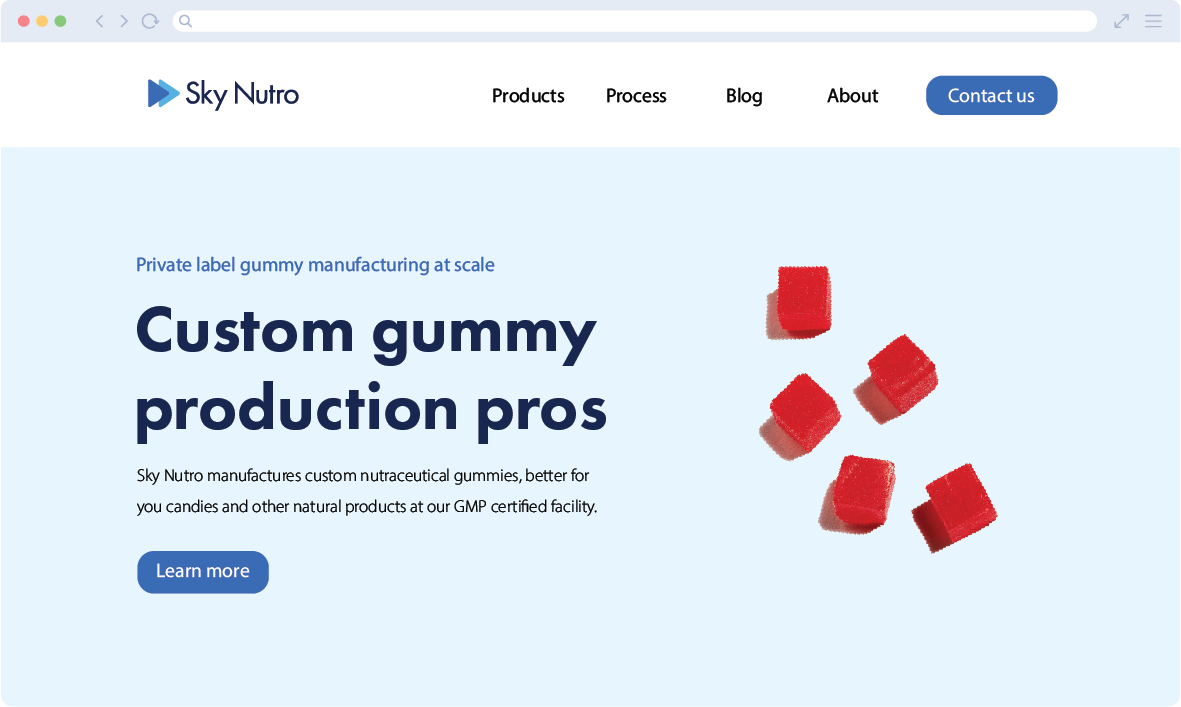 Sky Nutro
Products
Process
Blog
About
Contact us
Private label gummy manufacturing at scale
Custom gummy
production pros
Sky Nutro manufactures custom nutraceutical gummies, better for
you candies and other natural products at our GMP certified facility.
Learn more